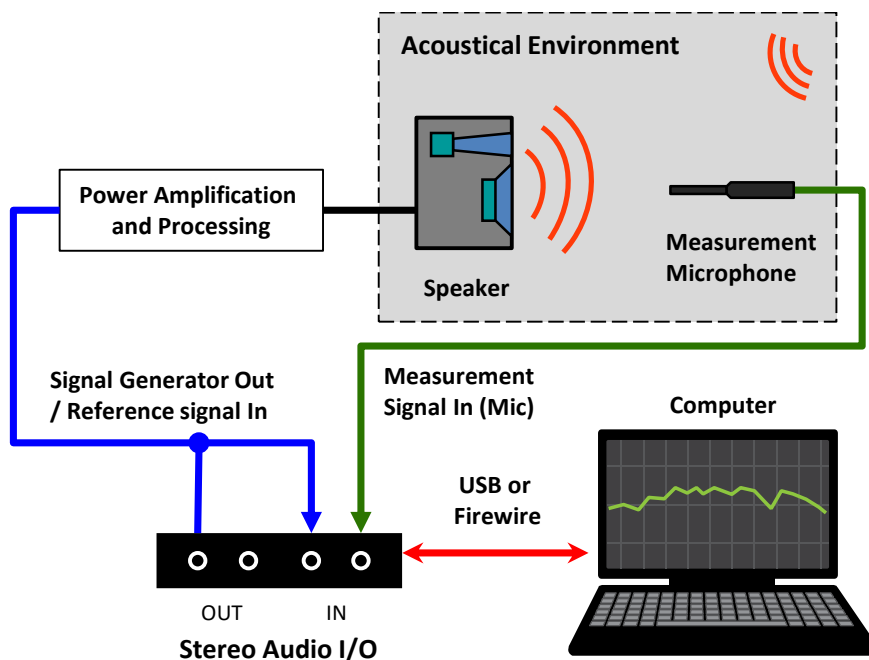 Acoustical Environment
Power Amplification
and Processing
Speaker
Measurement
Microphone
Signal Generator Out
/ Reference signal In
Measurement
Signal In (Mic)
Computer
USB or
Firewire
OUT
IN
Stereo Audio I/O